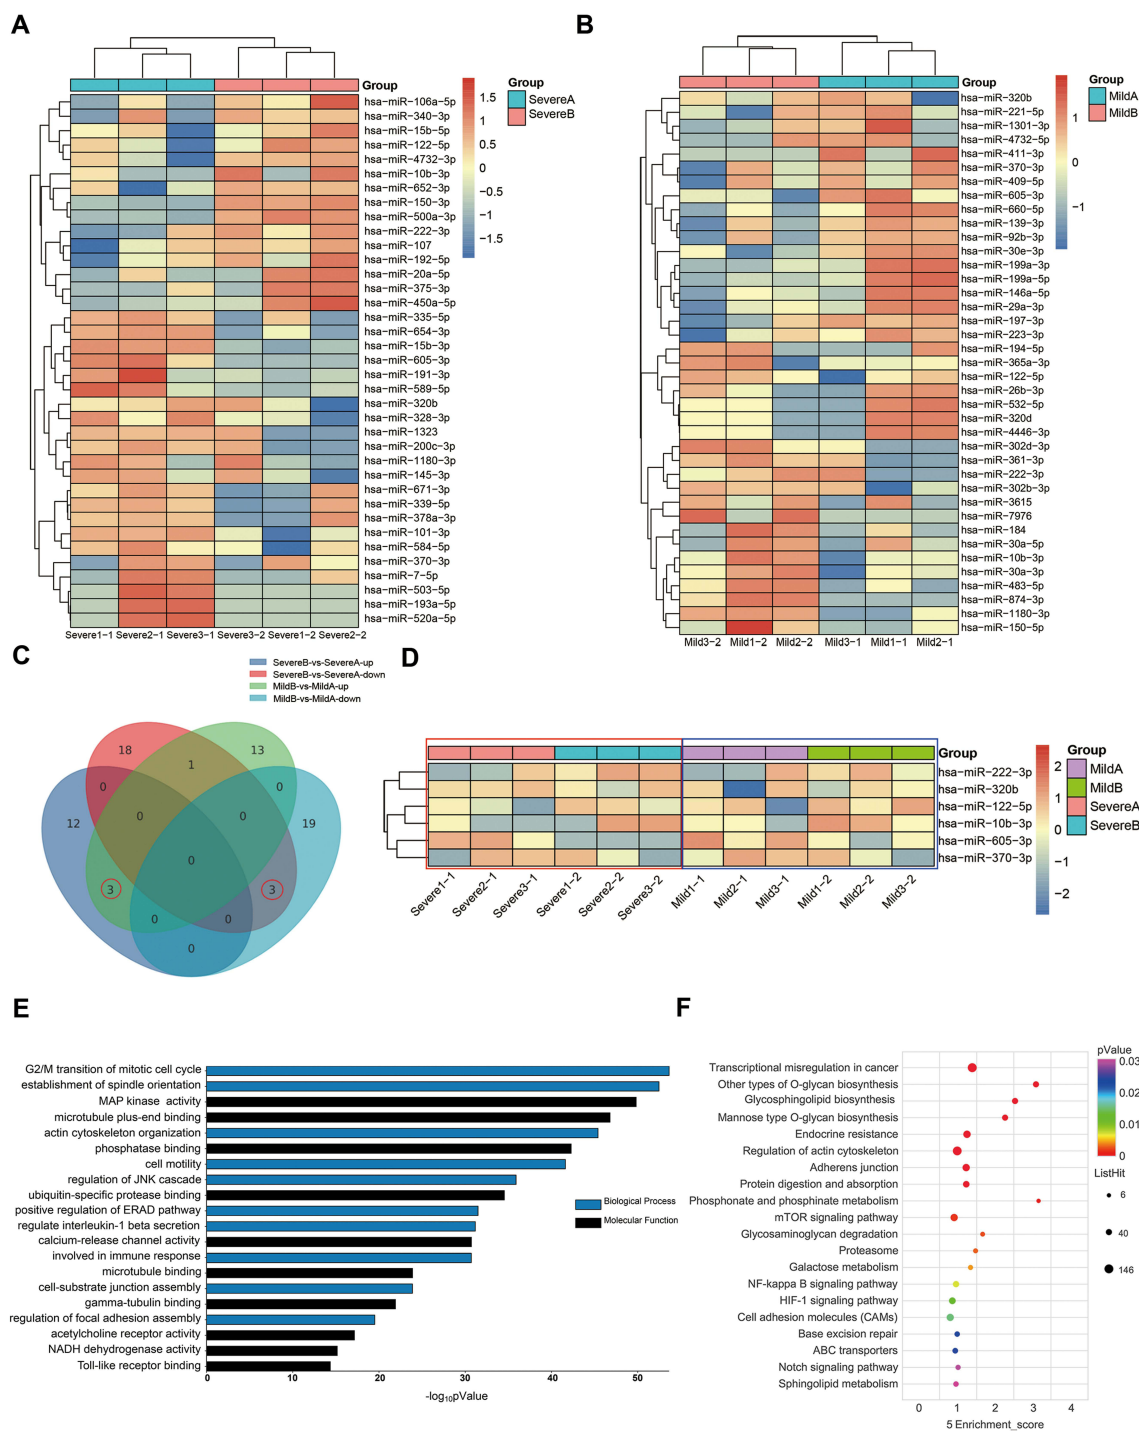 A
Group
hsa-miR-106a-5p
hsa-miR-340-3p
hsa-miR-15b-5p
hsa-miR-122-5p
hsa-miR-4732-3p
hsa-miR-10b-3p
hsa-miR-652-3p
hsa-miR-150-3p
hsa-miR-500a-3p
hsa-miR-222-3p
hsa-miR-107
hsa-miR-192-5p
hsa-miR-20a-5p
hsa-miR-375-3p
hsa-miR-450a-5p
hsa-miR-335-5p
hsa-miR-654-3p
hsa-miR-15b-3p
hsa-miR-605-3p
hsa-miR-191-3p
hsa-miR-589-5p
hsa-miR-320b
hsa-miR-328-3p
hsa-miR-1323
hsa-miR-200c-3p
hsa-miR-1180-3p
hsa-miR-145-3p
hsa-miR-671-3p
hsa-miR-339-5p
hsa-miR-378a-3p
hsa-miR-101-3p
hsa-miR-584-5p
hsa-miR-370-3p
hsa-miR-7-5p
hsa-miR-503-5p
hsa-miR-193a-5p
hsa-miR-520a-5p
Severe1-1 Severe2-1 Severe3-1 Severe3-2 Severe1-2 Severe2-2
1.5
1
0.5
0
-0.5
-1
-1.5
Group
SevereA
SevereB
B
Group
hsa-miR-320b
hsa-miR-221-5p
hsa-miR-1301-3p
hsa-miR-4732-5p
hsa-miR-411-3p
hsa-miR-370-3p
hsa-miR-409-5p
hsa-miR-605-3p
hsa-miR-660-5p
hsa-miR-139-3p
hsa-miR-92b-3p
hsa-miR-30e-3p
hsa-miR-199a-3p
hsa-miR-199a-5p
hsa-miR-146a-5p
hsa-miR-29a-3p
hsa-miR-197-3p
hsa-miR-223-3p
hsa-miR-194-5p
hsa-miR-365a-3p
hsa-miR-122-5p
hsa-miR-26b-3p
hsa-miR-532-5p
hsa-miR-320d
hsa-miR-4446-3p
hsa-miR-302d-3p
hsa-miR-361-3p
hsa-miR-222-3p
hsa-miR-302b-3p
hsa-miR-3615
hsa-miR-7976
hsa-miR-184
hsa-miR-30a-5p
hsa-miR-10b-3p
hsa-miR-30a-3p
hsa-miR-483-5p
hsa-miR-874-3p
hsa-miR-1180-3p
hsa-miR-150-5p
Mild3-2 Mild1-2 Mild2-2 Mild3-1 Mild1-1 Mild2-1
1
0
-1
Group
MildA
MildB
C
SevereB-vs-SevereA-up
SevereB-vs-SevereA-down
MildB-vs-MildA-up
MildB-vs-MildA-down
18
1
13
0
0
12
0
0
19
0
3
3
0
0
0
D
Group
hsa-miR-222-3p
hsa-miR-320b
hsa-miR-122-5p
hsa-miR-10b-3p
hsa-miR-605-3p
hsa-miR-370-3p
Severe1-1 Severe2-1 Severe3-1 Severe1-2 Severe2-2 Severe3-2 Mild1-1 Mild2-1 Mild3-1 Mild1-2 Mild2-2 Mild3-2
2
1
0
-1
-2
Group
MildA
MildB
SevereA
SevereB
E
G2/M transition of mitotic cell cycle
establishment of spindle orientation
MAP kinase activity
microtubule plus-end binding
actin cytoskeleton organization
phosphatase binding
cell motility
regulation of JNK cascade
ubiquitin-specific protease binding
positive regulation of ERAD pathway
regulate interleukin-1 beta secretion
calcium-release channel activity
involved in immune response
microtubule binding
cell-substrate junction assembly
gamma-tubulin binding
regulation of focal adhesion assembly
acetylcholine receptor activity
NADH dehydrogenase activity
Toll-like receptor binding
0 10 20 30 40 50
-log₁₀pValue
Biological Process
Molecular Function
F
Transcriptional misregulation in cancer
Other types of O-glycan biosynthesis
Glycosphingolipid biosynthesis
Mannose type O-glycan biosynthesis
Endocrine resistance
Regulation of actin cytoskeleton
Adherens junction
Protein digestion and absorption
Phosphonate and phosphinate metabolism
mTOR signaling pathway
Glycosaminoglycan degradation
Proteasome
Galactose metabolism
NF-kappa B signaling pathway
HIF-1 signaling pathway
Cell adhesion molecules (CAMs)
Base excision repair
ABC transporters
Notch signaling pathway
Sphingolipid metabolism
0 1 2 3 4
5 Enrichment_score
pValue
0.03
0.02
0.01
0
ListHit
6
40
146